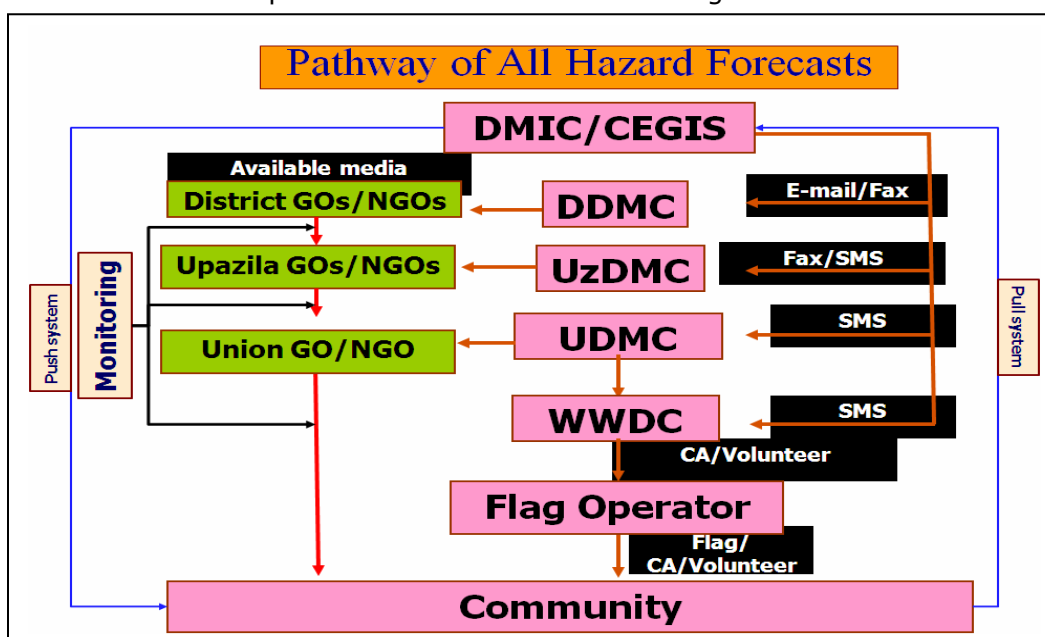 Pathway of All Hazard Forecasts
DMIC/CEGIS
Available media
District GOs/NGOs
DDMC
E-mail/Fax
Upazila GOs/NGOs
UzDMC
Fax/SMS
Push system
Monitoring
Pull system
Union GO/NGO
UDMC
SMS
WWDC
SMS
CA/Volunteer
Flag Operator
Flag/
CA/Volunteer
Community